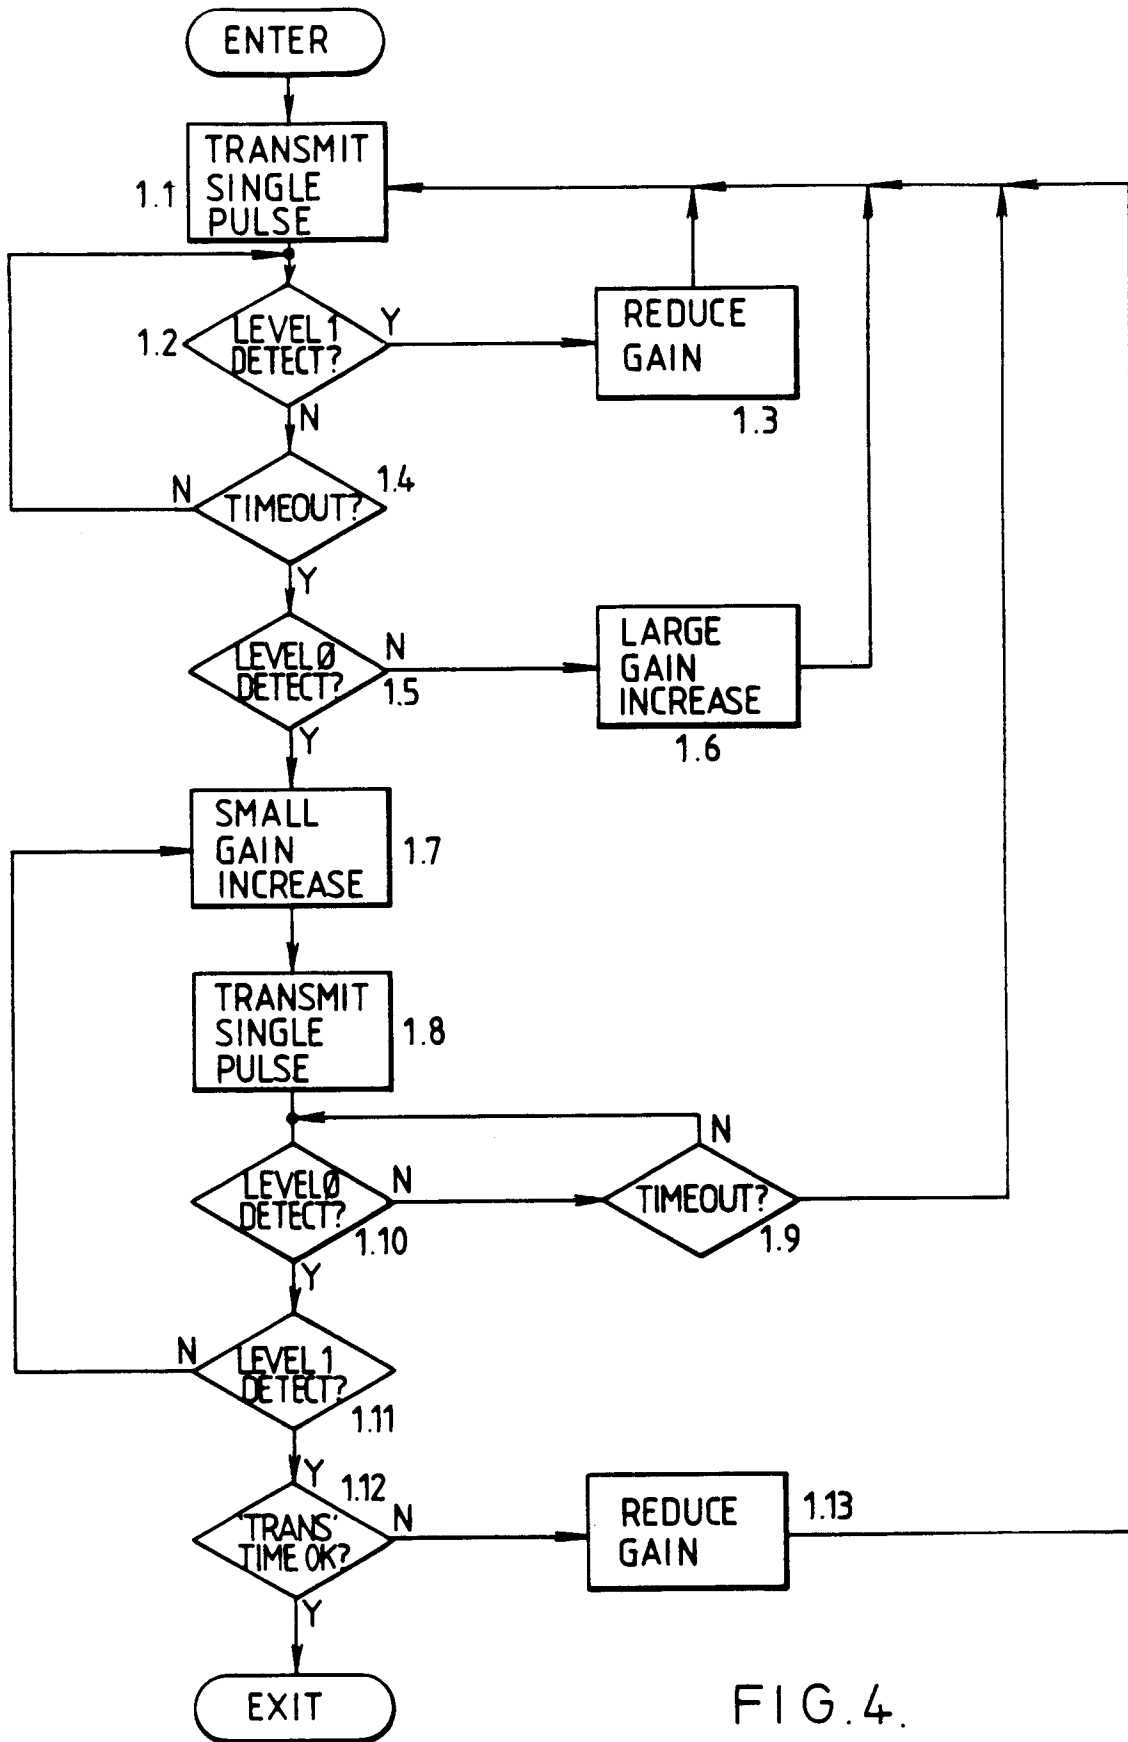 ENTER
TRANSMIT
SINGLE
PULSE
1.1
LEVEL 1
DETECT?
1.2
Y
N
REDUCE
GAIN
1.3
TIMEOUT?
1.4
N
Y
LEVEL Ø
DETECT?
1.5
N
Y
LARGE
GAIN
INCREASE
1.6
SMALL
GAIN
INCREASE
1.7
TRANSMIT
SINGLE
PULSE
1.8
LEVEL Ø
DETECT?
1.10
N
Y
N
TIMEOUT?
1.9
LEVEL 1
DETECT?
1.11
N
Y
1.12
'TRANS'
TIME OK?
N
Y
REDUCE
GAIN
1.13
EXIT
FIG.4.